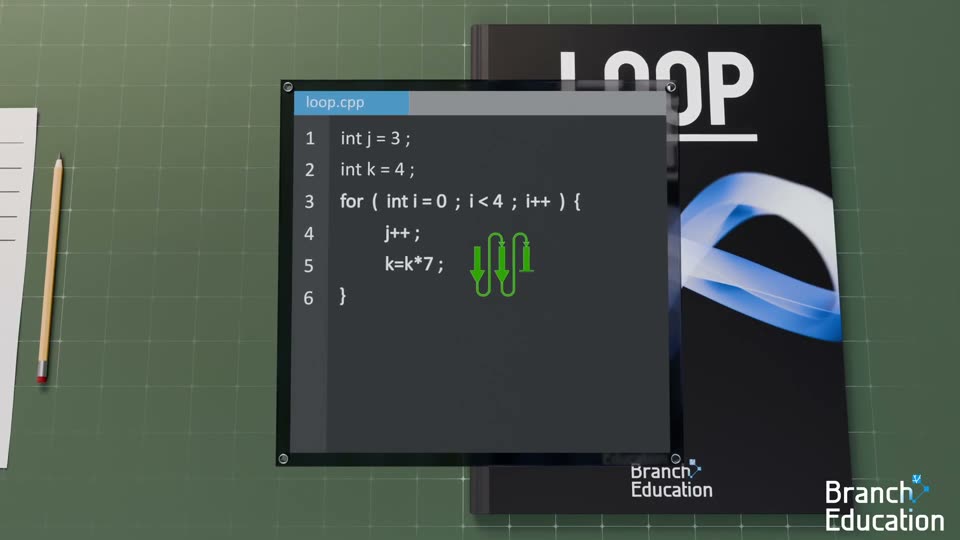 LOOP
loop.cpp
1 int j = 3 ;
2 int k = 4 ;
3 for ( int i = 0 ; i < 4 ; i++ ) {
4 j++ ;
5 k=k*7 ;
6 }
Branch
Education
Branch
Education